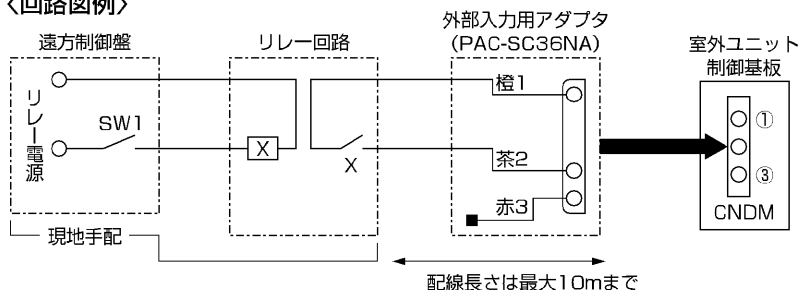 〈回路図例〉
遠方制御盤
リレー回路
外部入力用アダプタ
(PAC-SC36NA)
室外ユニット
制御基板
リレー電源
SW1
X
X
橙1
茶2
赤3
①
③
CNDM
現地手配
配線長さは最大10mまで